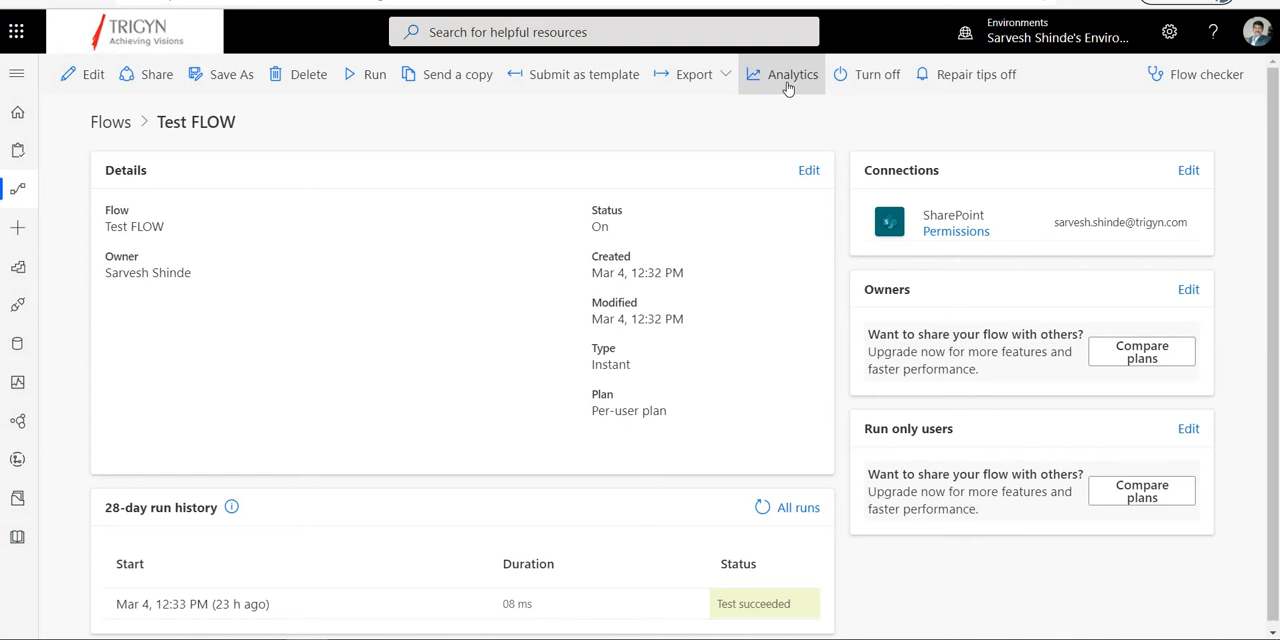 TRIGYN
Achieving Visions
Search for helpful resources
Environments
Sarvesh Shinde's Enviro...
Edit
Share
Save As
Delete
Run
Send a copy
Submit as template
Export
Analytics
Turn off
Repair tips off
Flow checker
Flows > Test FLOW
Details
Edit
Flow
Test FLOW
Owner
Sarvesh Shinde
Status
On
Created
Mar 4, 12:32 PM
Modified
Mar 4, 12:32 PM
Type
Instant
Plan
Per-user plan
Connections
Edit
SharePoint
Permissions
sarvesh.shinde@trigyn.com
Owners
Edit
Want to share your flow with others?
Upgrade now for more features and
faster performance.
Compare
plans
Run only users
Edit
Want to share your flow with others?
Upgrade now for more features and
faster performance.
Compare
plans
28-day run history
All runs
Start
Duration
Status
Mar 4, 12:33 PM (23 h ago)
08 ms
Test succeeded